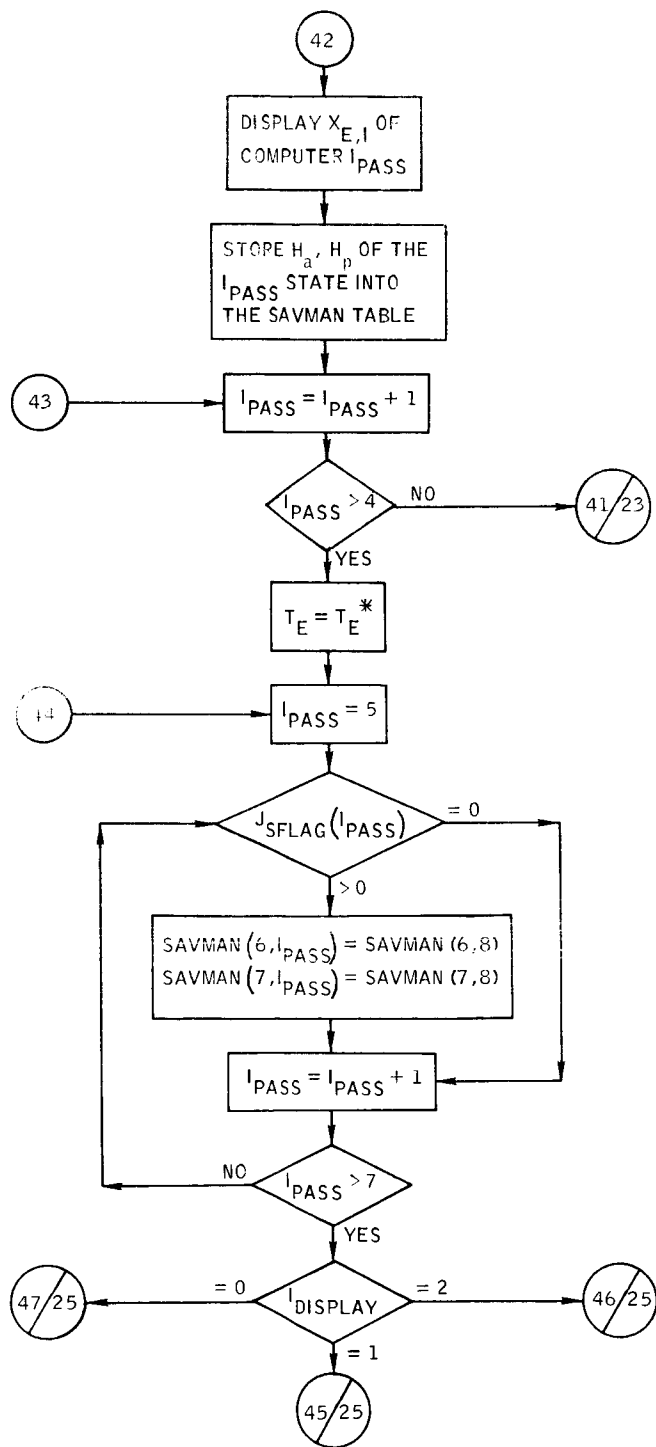 42
DISPLAY X_E,I OF
COMPUTER I_PASS
STORE H_a, H_p OF THE
I_PASS STATE INTO
THE SAVMAN TABLE
43
I_PASS = I_PASS + 1
I_PASS > 4
NO
41/23
YES
T_E = T_E*
44
I_PASS = 5
J_SFLAG(I_PASS)
= 0
> 0
SAVMAN(6,I_PASS) = SAVMAN(6,8)
SAVMAN(7,I_PASS) = SAVMAN(7,8)
I_PASS = I_PASS + 1
NO
I_PASS > 7
YES
47/25
= 0
I_DISPLAY
= 2
46/25
= 1
45/25